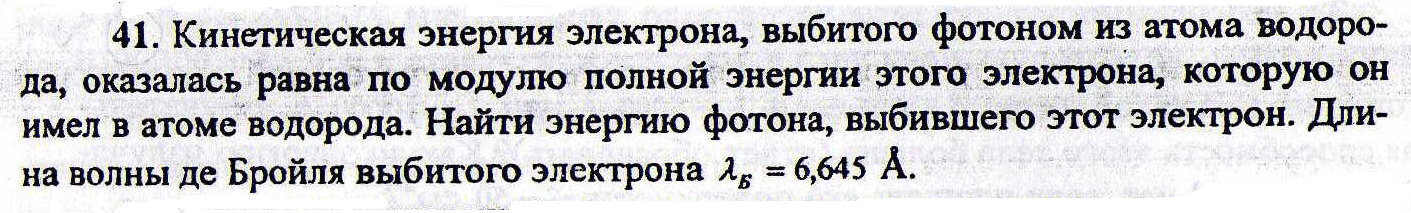 41. Кинетическая энергия электрона, выбитого фотоном из атома водоро-
да, оказалась равна по модулю полной энергии этого электрона, которую он
имел в атоме водорода. Найти энергию фотона, выбившего этот электрон. Дли-
на волны де Бройля выбитого электрона λ_Б = 6,645 Å.